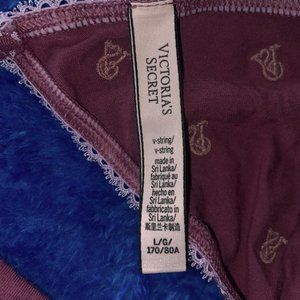 VICTORIA'S
SECRET
v-string/
v-string
made in
Sri Lanka/
fabriqué au
Sri Lanka/
hecho en
Sri Lanka/
fabbricato in
Sri Lanka/
斯里兰卡制造
L/G/
170/80A